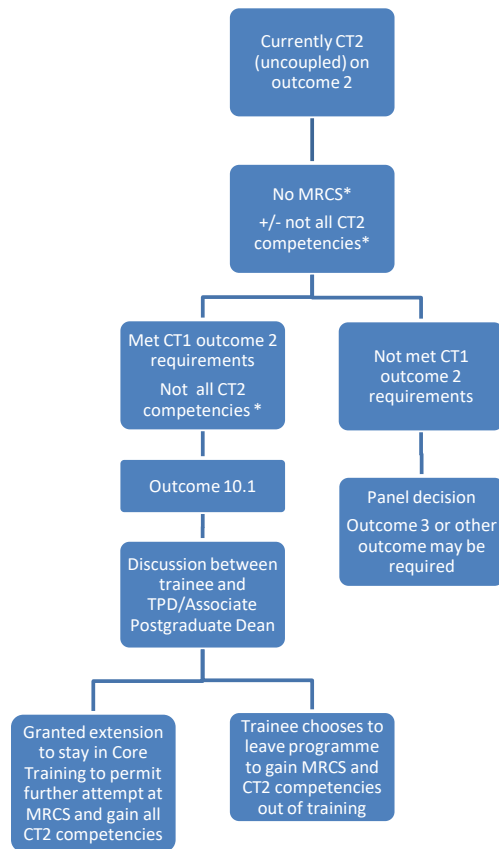 Currently CT2
(uncoupled) on
outcome 2
No MRCS*
+/- not all CT2
competencies*
Met CT1 outcome 2
requirements
Not all CT2
competencies *
Not met CT1
outcome 2
requirements
Outcome 10.1
Panel decision
Outcome 3 or other
outcome may be
required
Discussion between
trainee and
TPD/Associate
Postgraduate Dean
Granted extension
to stay in Core
Training to permit
further attempt at
MRCS and gain all
CT2 competencies
Trainee chooses to
leave programme
to gain MRCS and
CT2 competencies
out of training